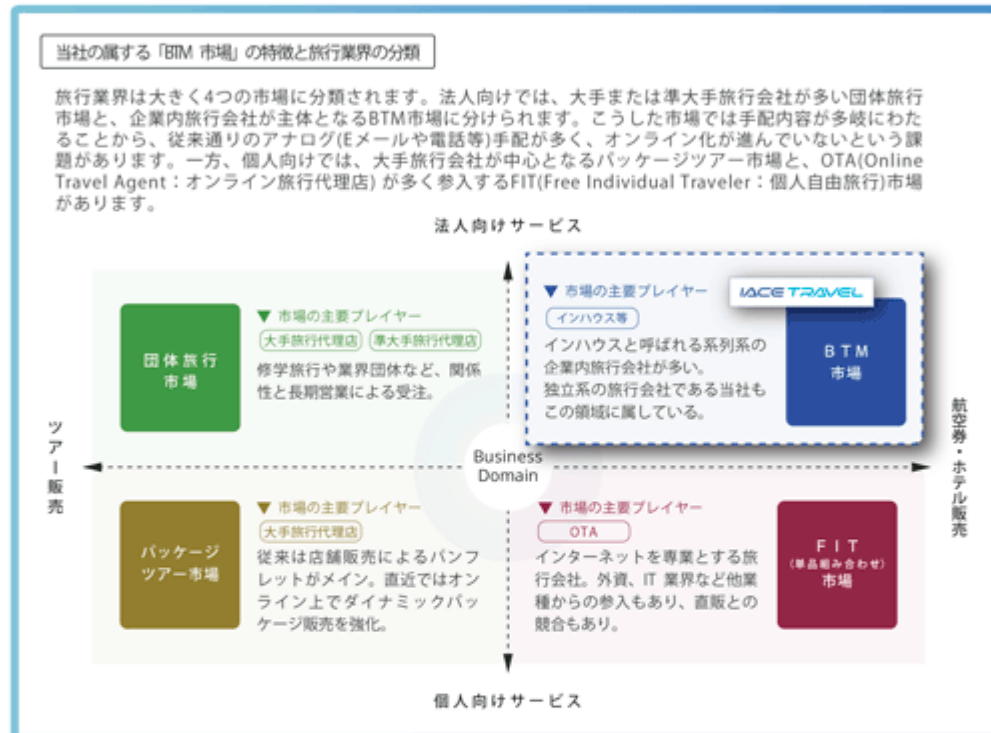 当社の属する「BTM 市場」の特徴と旅行業界の分類
旅行業界は大きく4つの市場に分類されます。法人向けでは、大手または準大手旅行会社が多い団体旅行
市場と、企業内旅行会社が主体となるBTM市場に分けられます。こうした市場では手配内容が多岐にわた
ることから、従来通りのアナログ(Eメールや電話等)手配が多く、オンライン化が進んでいないという課
題があります。一方、個人向けでは、大手旅行会社が中心となるパッケージツアー市場と、OTA(Online
Travel Agent：オンライン旅行代理店) が多く参入するFIT(Free Individual Traveler：個人自由旅行)市場
があります。
法人向けサービス
団体旅行
市場
▼ 市場の主要プレイヤー
大手旅行代理店 準大手旅行代理店
修学旅行や業界団体など、関係
性と長期営業による受注。
▼ 市場の主要プレイヤー
IACE TRAVEL
インハウス等
インハウスと呼ばれる系列系の
企業内旅行会社が多い。
独立系の旅行会社である当社も
この領域に属している。
BTM
市場
ツアー販売
Business
Domain
航空券・ホテル販売
パッケージ
ツアー市場
▼ 市場の主要プレイヤー
大手旅行代理店
従来は店舗販売によるパンフ
レットがメイン。直近ではオン
ライン上でダイナミックパッ
ケージ販売を強化。
▼ 市場の主要プレイヤー
OTA
インターネットを専業とする旅
行会社。外資、IT 業界など他業
種からの参入もあり、直販との
競合もあり。
FIT
(単品組み合わせ)
市場
個人向けサービス